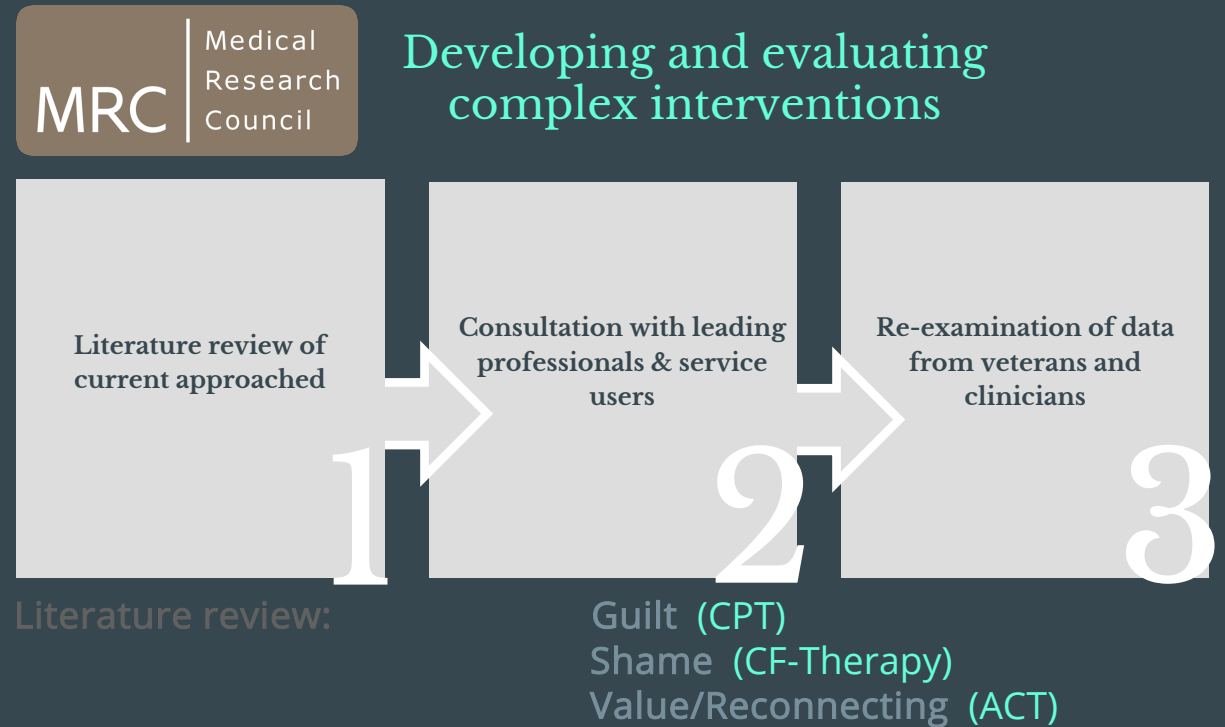 MRC
Medical
Research
Council
Developing and evaluating
complex interventions
Literature review of
current approached
1
Consultation with leading
professionals & service
users
2
Re-examination of data
from veterans and
clinicians
3
Literature review:
Guilt (CPT)
Shame (CF-Therapy)
Value/Reconnecting (ACT)